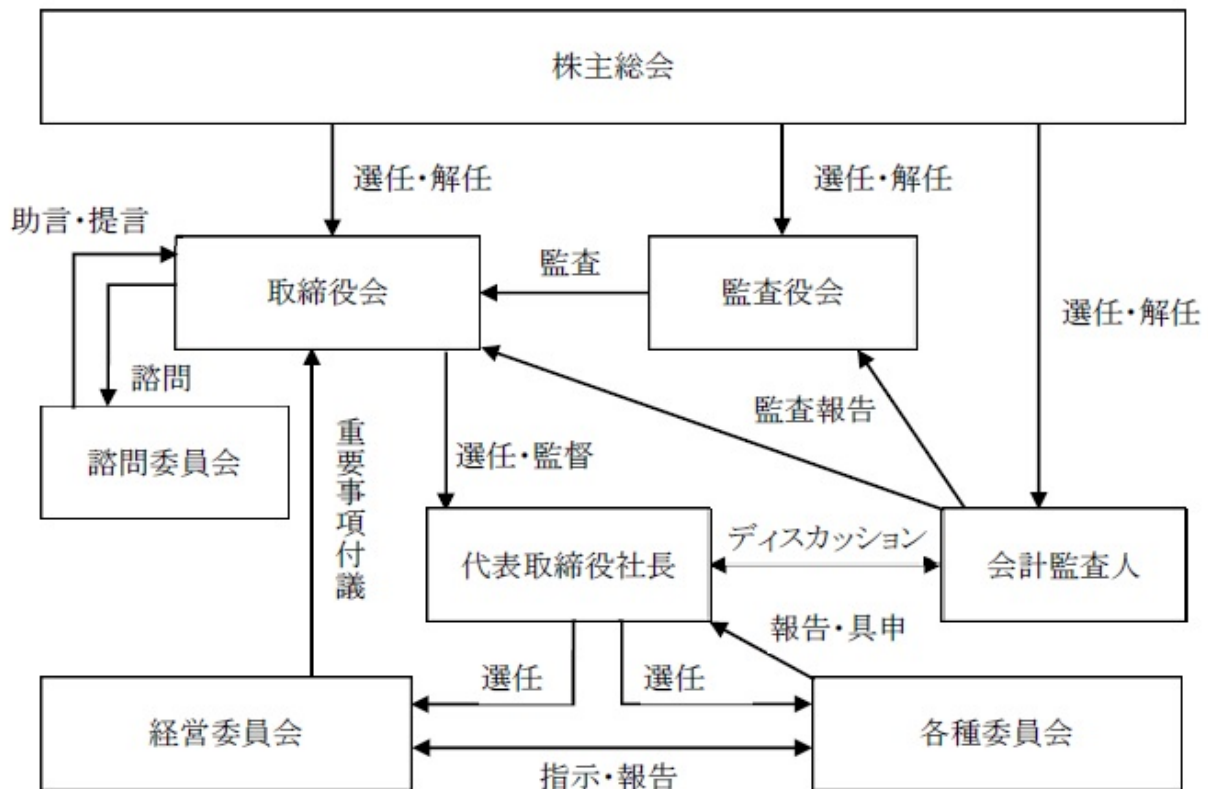 株主総会
選任・解任
選任・解任
選任・解任
助言・提言
取締役会
監査
監査役会
諮問
諮問委員会
重要事項付議
選任・監督
監査報告
代表取締役社長
ディスカッション
会計監査人
報告・具申
選任
選任
経営委員会
指示・報告
各種委員会